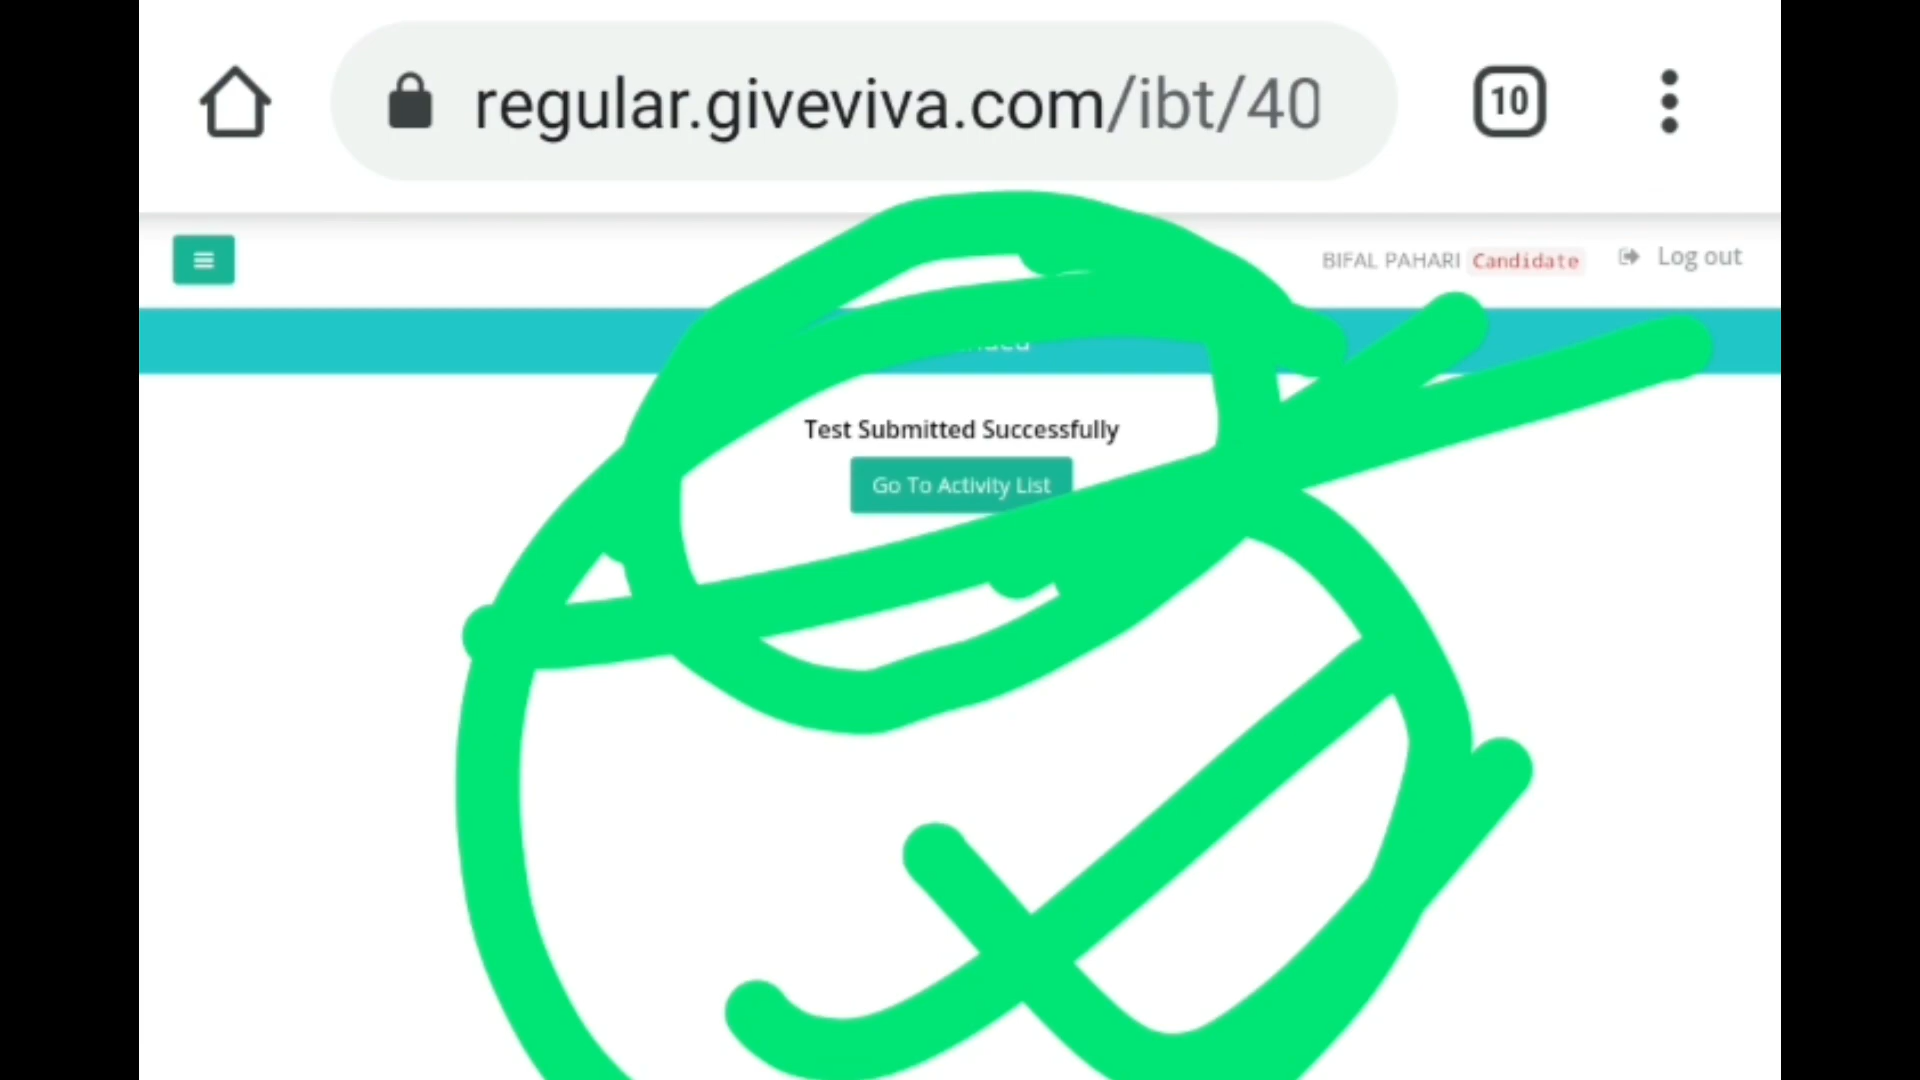 regular.giveviva.com/ibt/40
10
BIFAL PAHARI Candidate Log out
Test Submitted Successfully
Go To Activity List